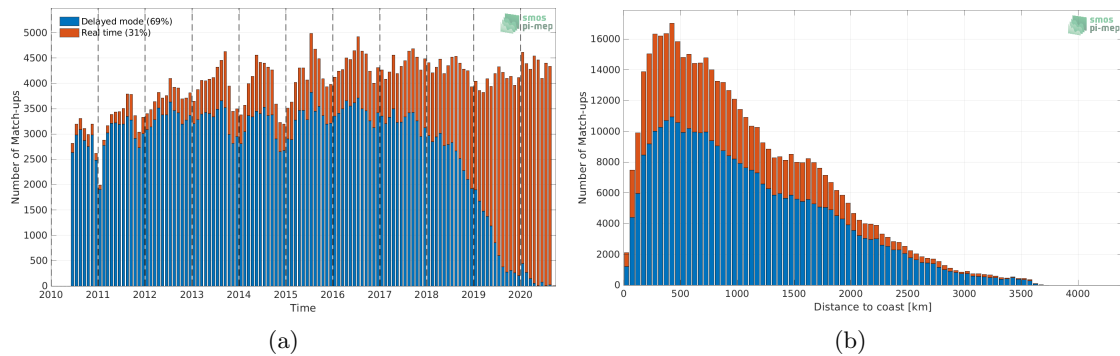 Delayed mode (69%)
Real time (31%)
smos
pi-mep
Number of Match-ups
5000
4500
4000
3500
3000
2500
2000
1500
1000
500
0
2010 2011 2012 2013 2014 2015 2016 2017 2018 2019 2020
Time
(a)
smos
pi-mep
Number of Match-ups
16000
14000
12000
10000
8000
6000
4000
2000
0
0 500 1000 1500 2000 2500 3000 3500 4000
Distance to coast [km]
(b)